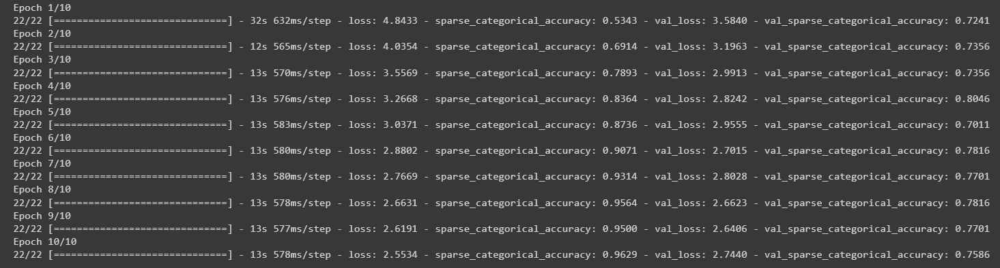 Epoch 1/10
22/22 [==============================] - 32s 632ms/step - loss: 4.8433 - sparse_categorical_accuracy: 0.5343 - val_loss: 3.5840 - val_sparse_categorical_accuracy: 0.7241
Epoch 2/10
22/22 [==============================] - 12s 565ms/step - loss: 4.0354 - sparse_categorical_accuracy: 0.6914 - val_loss: 3.1963 - val_sparse_categorical_accuracy: 0.7356
Epoch 3/10
22/22 [==============================] - 13s 570ms/step - loss: 3.5569 - sparse_categorical_accuracy: 0.7893 - val_loss: 2.9913 - val_sparse_categorical_accuracy: 0.7356
Epoch 4/10
22/22 [==============================] - 13s 576ms/step - loss: 3.2668 - sparse_categorical_accuracy: 0.8364 - val_loss: 2.8242 - val_sparse_categorical_accuracy: 0.8046
Epoch 5/10
22/22 [==============================] - 13s 583ms/step - loss: 3.0371 - sparse_categorical_accuracy: 0.8736 - val_loss: 2.9555 - val_sparse_categorical_accuracy: 0.7011
Epoch 6/10
22/22 [==============================] - 13s 580ms/step - loss: 2.8802 - sparse_categorical_accuracy: 0.9071 - val_loss: 2.7015 - val_sparse_categorical_accuracy: 0.7816
Epoch 7/10
22/22 [==============================] - 13s 580ms/step - loss: 2.7669 - sparse_categorical_accuracy: 0.9314 - val_loss: 2.8028 - val_sparse_categorical_accuracy: 0.7701
Epoch 8/10
22/22 [==============================] - 13s 578ms/step - loss: 2.6631 - sparse_categorical_accuracy: 0.9564 - val_loss: 2.6623 - val_sparse_categorical_accuracy: 0.7816
Epoch 9/10
22/22 [==============================] - 13s 577ms/step - loss: 2.6191 - sparse_categorical_accuracy: 0.9500 - val_loss: 2.6406 - val_sparse_categorical_accuracy: 0.7701
Epoch 10/10
22/22 [==============================] - 13s 578ms/step - loss: 2.5534 - sparse_categorical_accuracy: 0.9629 - val_loss: 2.7440 - val_sparse_categorical_accuracy: 0.7586